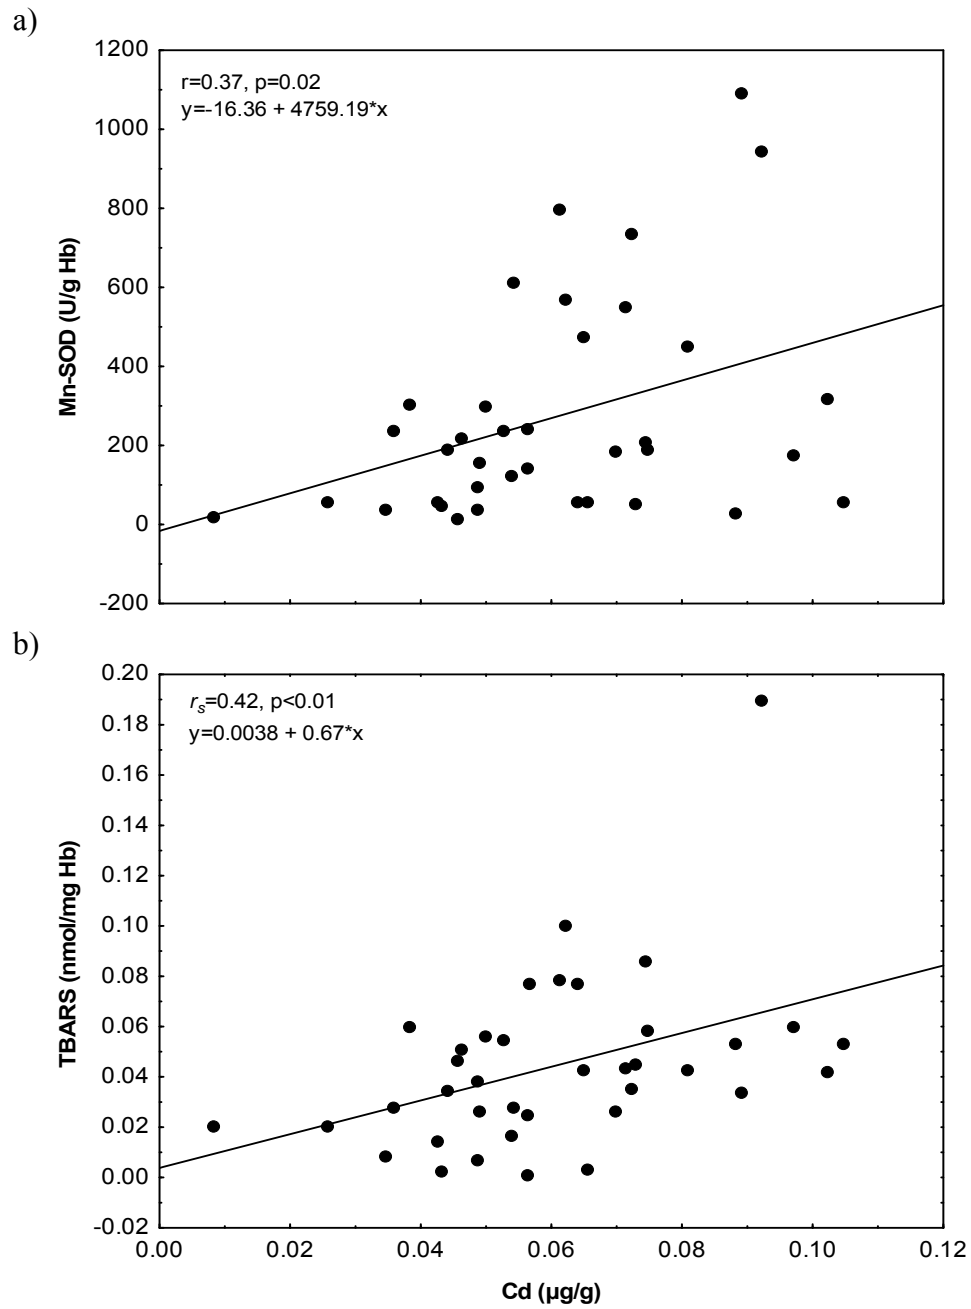 a)
1200
r=0.37, p=0.02
y=-16.36 + 4759.19*x
1000
800
600
400
200
0
-200
Mn-SOD (U/g Hb)
b)
0.20
rs=0.42, p<0.01
y=0.0038 + 0.67*x
0.18
0.16
0.14
0.12
0.10
0.08
0.06
0.04
0.02
0.00
-0.02
TBARS (nmol/mg Hb)
0.00 0.02 0.04 0.06 0.08 0.10 0.12
Cd (µg/g)